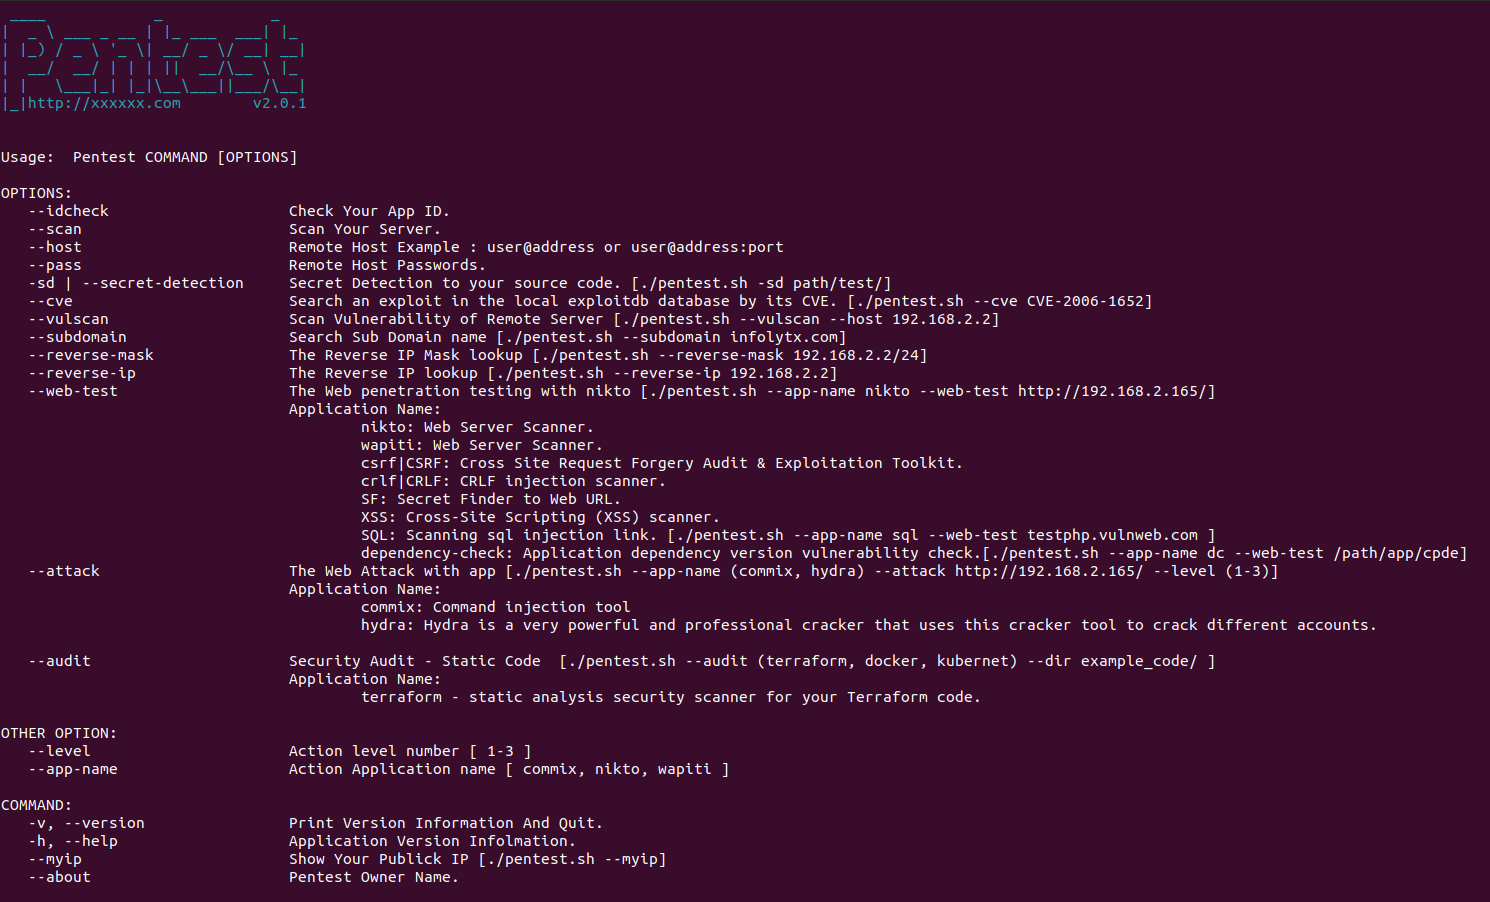 Pentest
http://xxxxxx.com v2.0.1
Usage: Pentest COMMAND [OPTIONS]
OPTIONS:
--idcheck Check Your App ID.
--scan Scan Your Server.
--host Remote Host Example : user@address or user@address:port
--pass Remote Host Passwords.
-sd | --secret-detection Secret Detection to your source code. [./pentest.sh -sd path/test/]
--cve Search an exploit in the local exploitdb database by its CVE. [./pentest.sh --cve CVE-2006-1652]
--vulscan Scan Vulnerability of Remote Server [./pentest.sh --vulscan --host 192.168.2.2]
--subdomain Search Sub Domain name [./pentest.sh --subdomain infolytx.com]
--reverse-mask The Reverse IP Mask lookup [./pentest.sh --reverse-mask 192.168.2.2/24]
--reverse-ip The Reverse IP lookup [./pentest.sh --reverse-ip 192.168.2.2]
--web-test The Web penetration testing with nikto [./pentest.sh --app-name nikto --web-test http://192.168.2.165/]
Application Name:
nikto: Web Server Scanner.
wapiti: Web Server Scanner.
csrf|CSRF: Cross Site Request Forgery Audit & Exploitation Toolkit.
crlf|CRLF: CRLF injection scanner.
SF: Secret Finder to Web URL.
XSS: Cross-Site Scripting (XSS) scanner.
SQL: Scanning sql injection link. [./pentest.sh --app-name sql --web-test testphp.vulnweb.com ]
dependency-check: Application dependency version vulnerability check.[./pentest.sh --app-name dc --web-test /path/app/cpde]
--attack The Web Attack with app [./pentest.sh --app-name (commix, hydra) --attack http://192.168.2.165/ --level (1-3)]
Application Name:
commix: Command injection tool
hydra: Hydra is a very powerful and professional cracker that uses this cracker tool to crack different accounts.
--audit Security Audit - Static Code [./pentest.sh --audit (terraform, docker, kubernet) --dir example_code/ ]
Application Name:
terraform - static analysis security scanner for your Terraform code.
OTHER OPTION:
--level Action level number [ 1-3 ]
--app-name Action Application name [ commix, nikto, wapiti ]
COMMAND:
-v, --version Print Version Information And Quit.
-h, --help Application Version Infolmation.
--myip Show Your Publick IP [./pentest.sh --myip]
--about Pentest Owner Name.